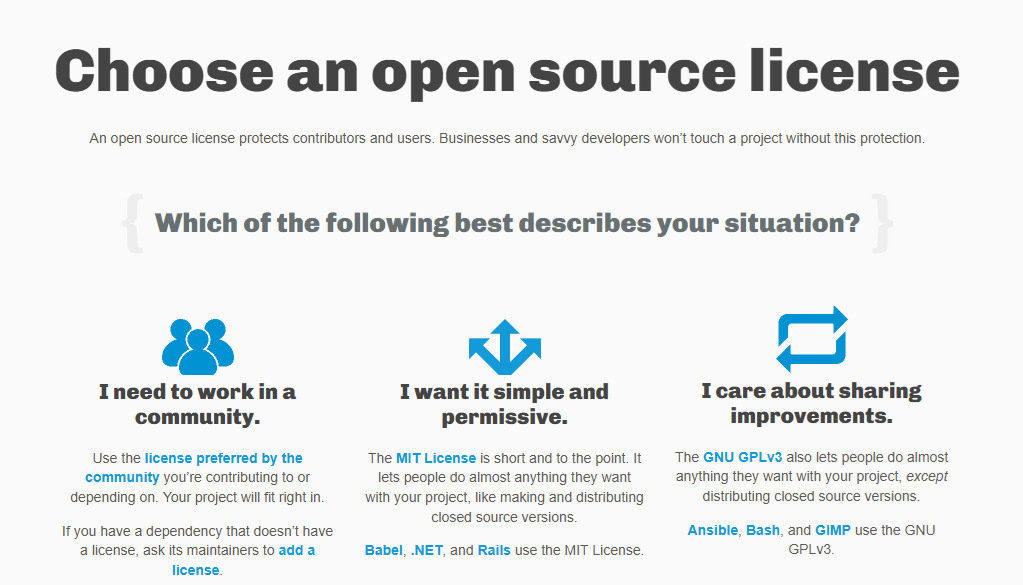 Choose an open source license
An open source license protects contributors and users. Businesses and savvy developers won’t touch a project without this protection.
{ Which of the following best describes your situation? }
I need to work in a
community.
Use the license preferred by the
community you’re contributing to or
depending on. Your project will fit right in.
If you have a dependency that doesn’t have
a license, ask its maintainers to add a
license.
I want it simple and
permissive.
The MIT License is short and to the point. It
lets people do almost anything they want
with your project, like making and distributing
closed source versions.
Babel, .NET, and Rails use the MIT License.
I care about sharing
improvements.
The GNU GPLv3 also lets people do almost
anything they want with your project, except
distributing closed source versions.
Ansible, Bash, and GIMP use the GNU
GPLv3.